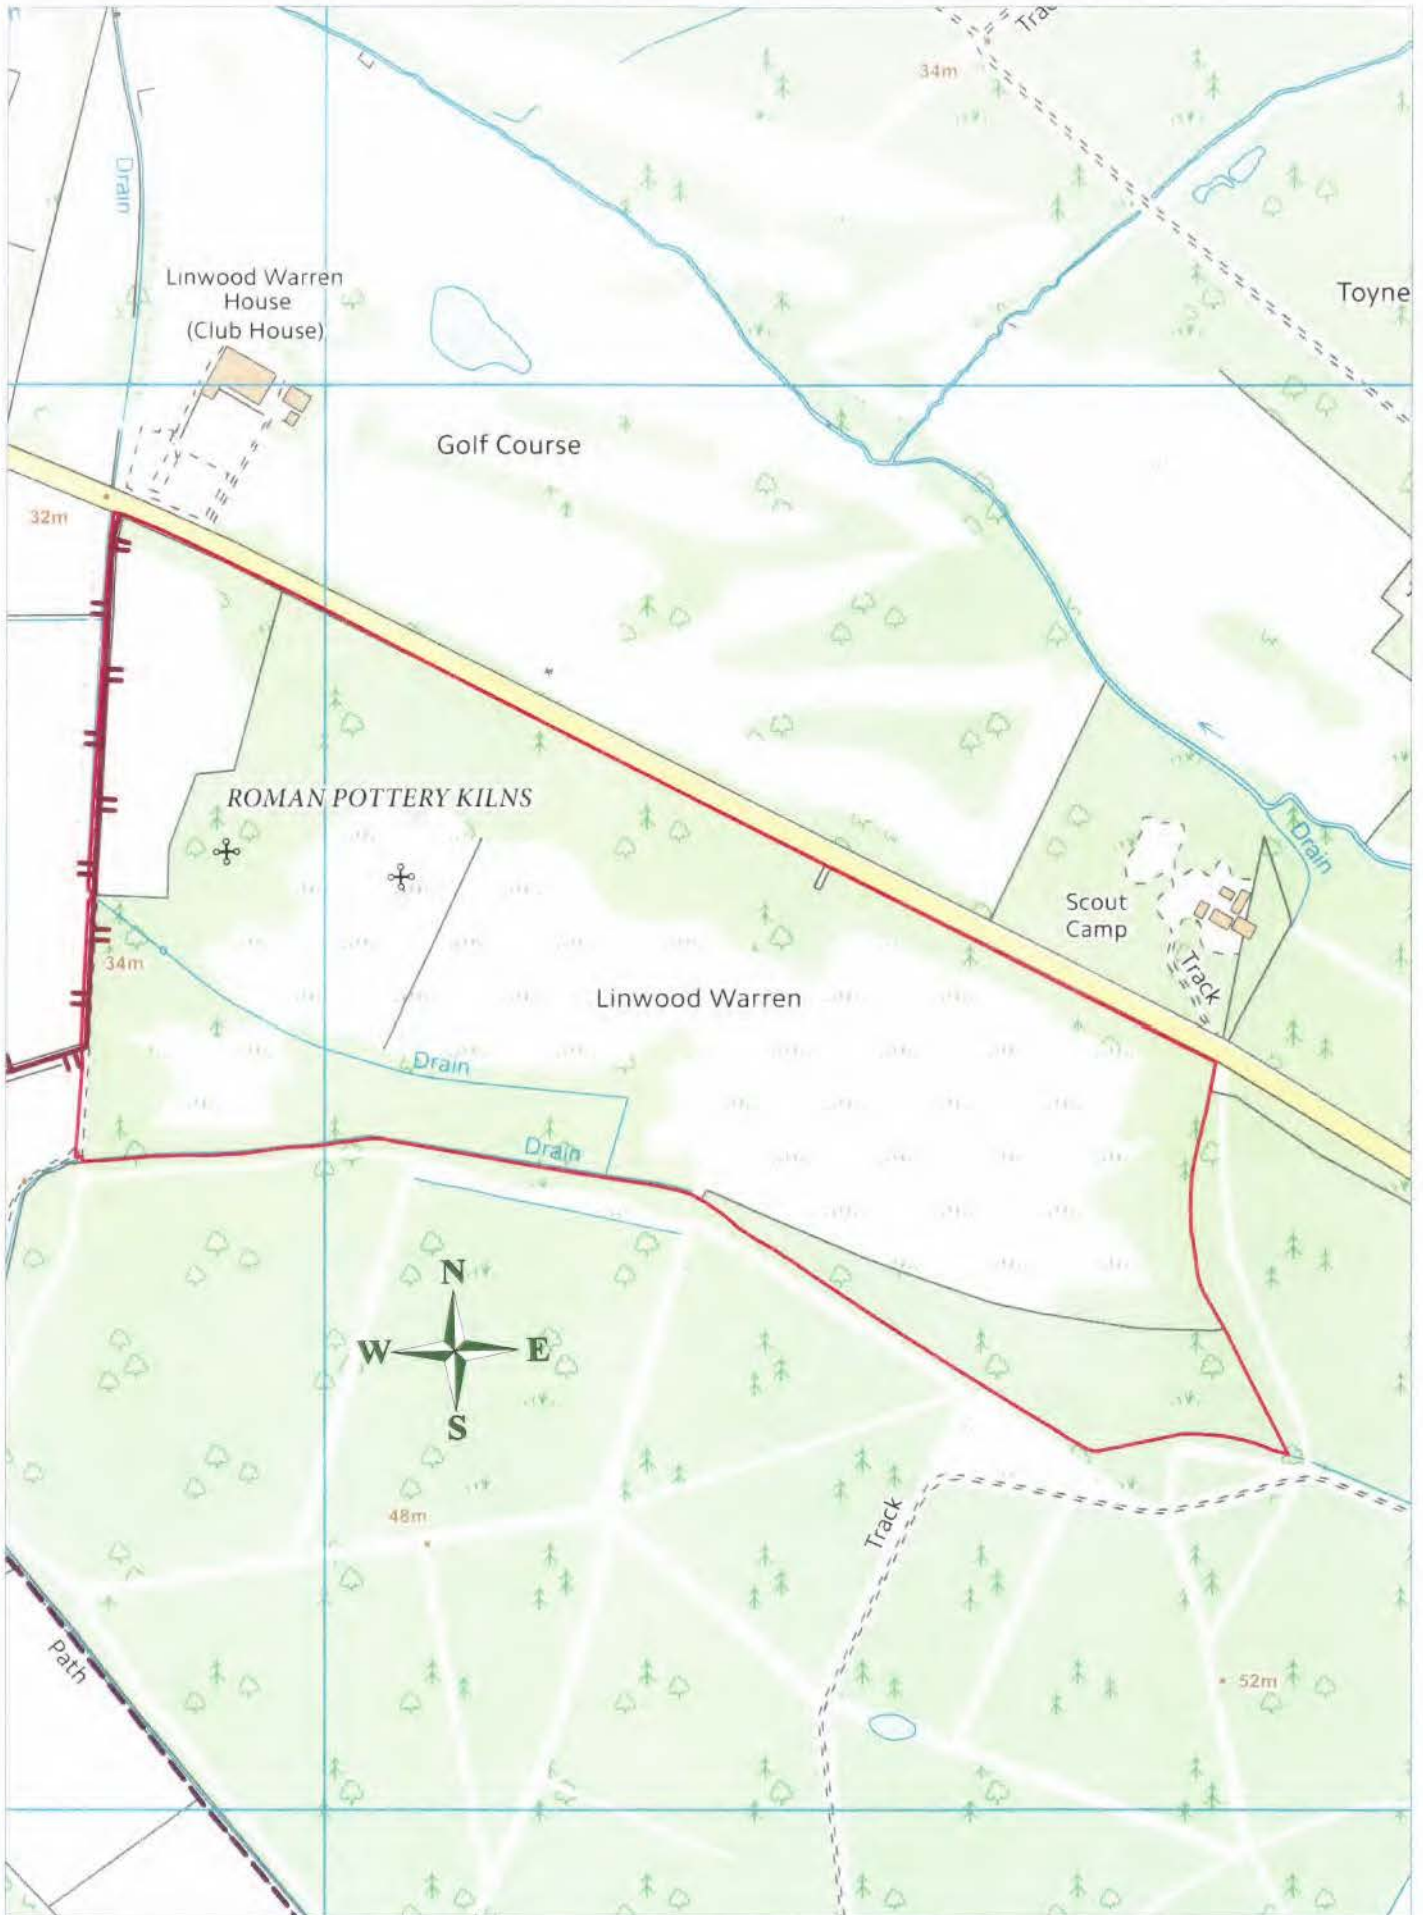 Trac
34m
Drain
Linwood Warren
House
(Club House)
Toyne
Golf Course
32m
ROMAN POTTERY KILNS
Drain
Scout
Camp
34m
Track
Linwood Warren
Drain
Drain
N
W
E
S
48m
Track
Path
52m